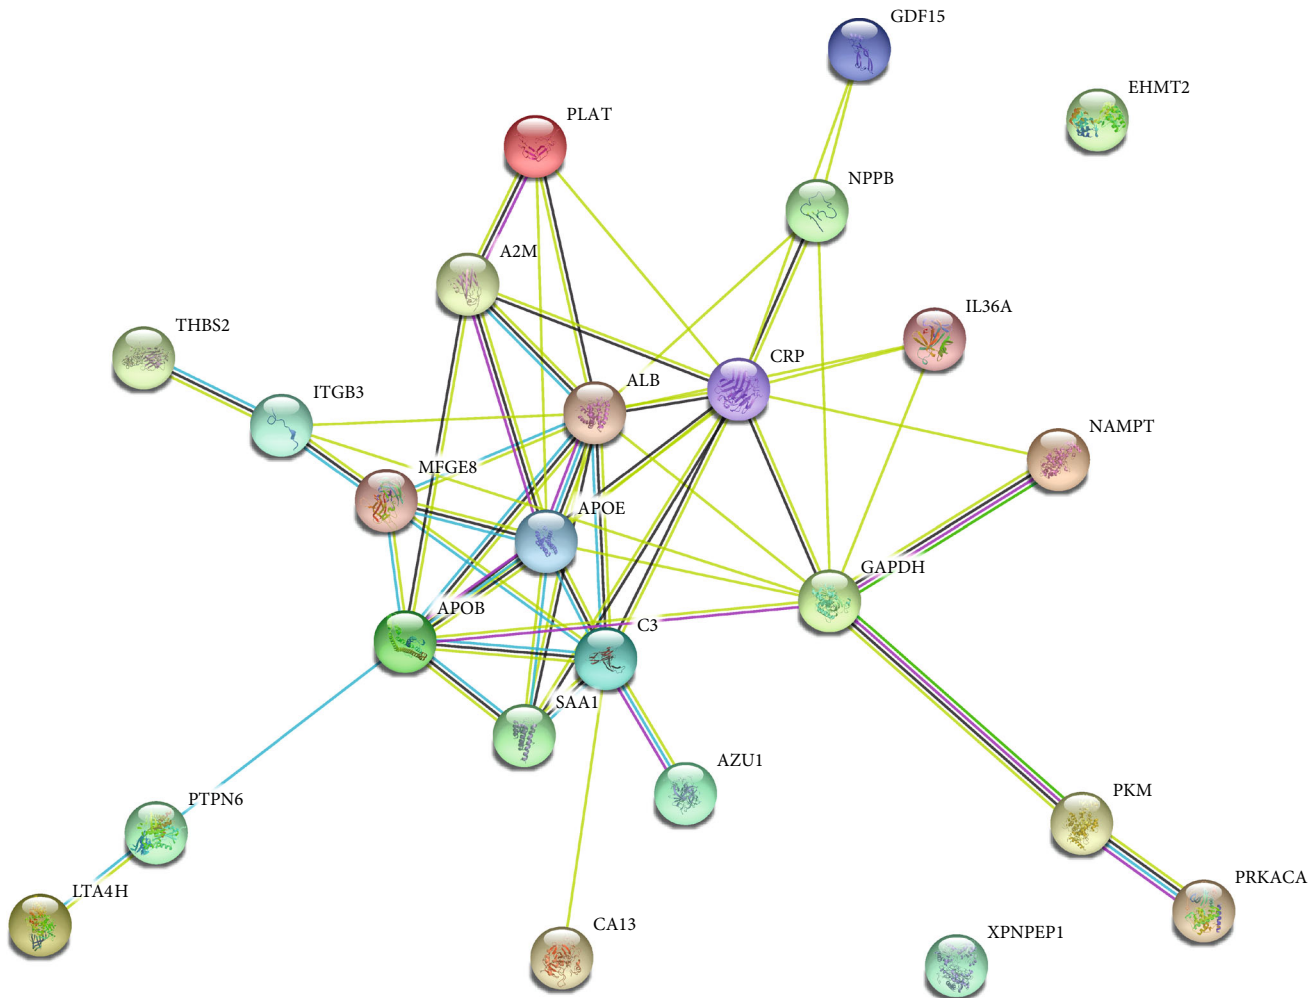 GDF15
EHMT2
PLAT
NPPB
A2M
IL36A
THBS2
CRP
ALB
ITGB3
NAMPT
MFGE8
APOE
GAPDH
APOB
C3
SAA1
AZU1
PKM
PTPN6
PRKACA
LTA4H
CA13
XPNPEP1